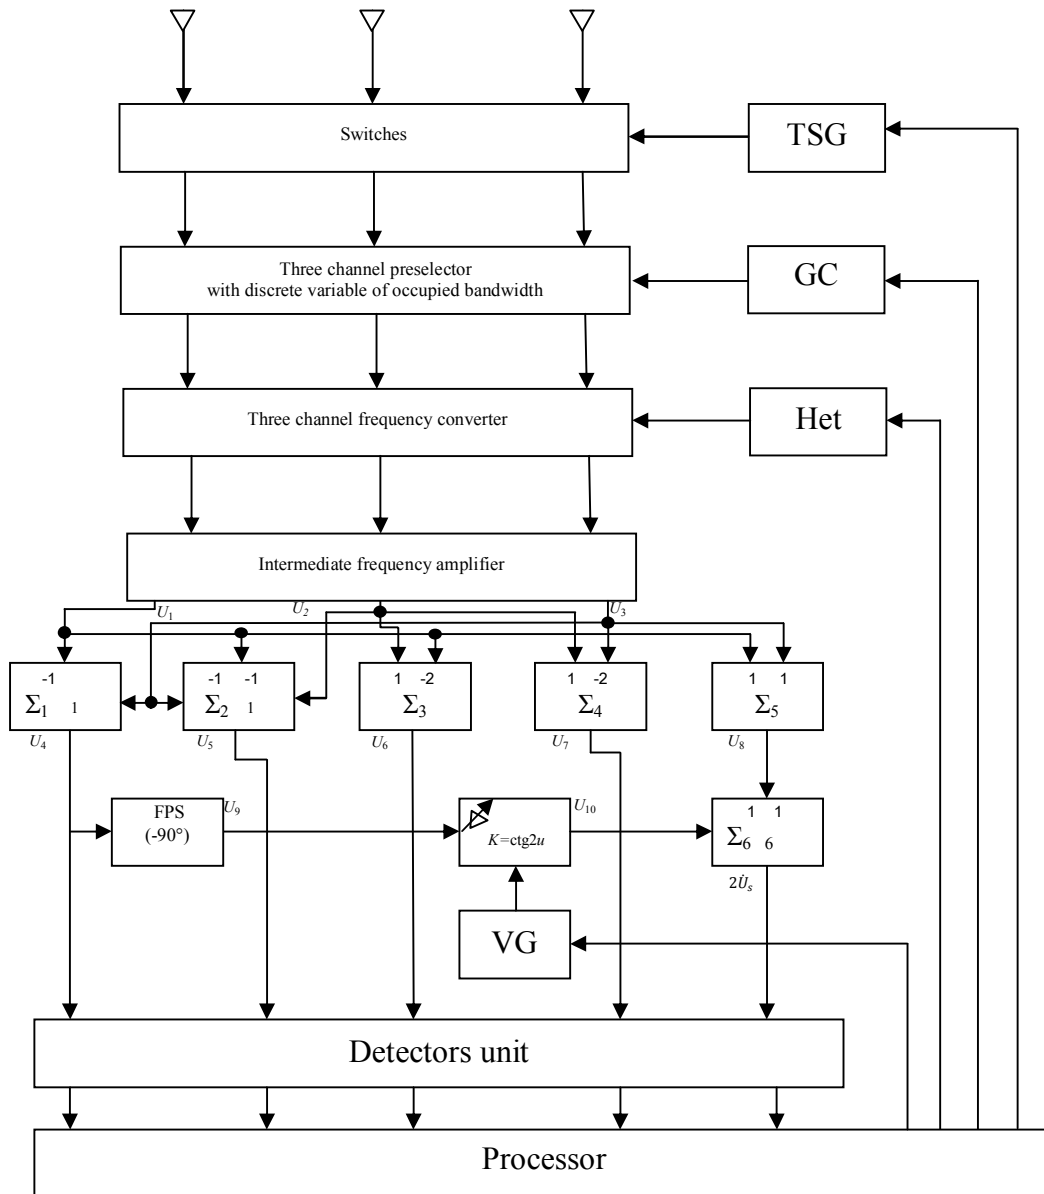 Switches
TSG
Three channel preselector
with discrete variable of occupied bandwidth
GC
Three channel frequency converter
Het
Intermediate frequency amplifier
U₁
U₂
U₃
-1
Σ₁ 1
-1 -1
Σ₂ 1
1 -2
Σ₃
1 -2
Σ₄
1 1
Σ₅
U₄
U₅
U₆
U₇
U₈
FPS
(-90°)
U₉
K=ctg2u
U₁₀
1 1
Σ₆ 6
2U̇ₛ
VG
Detectors unit
Processor